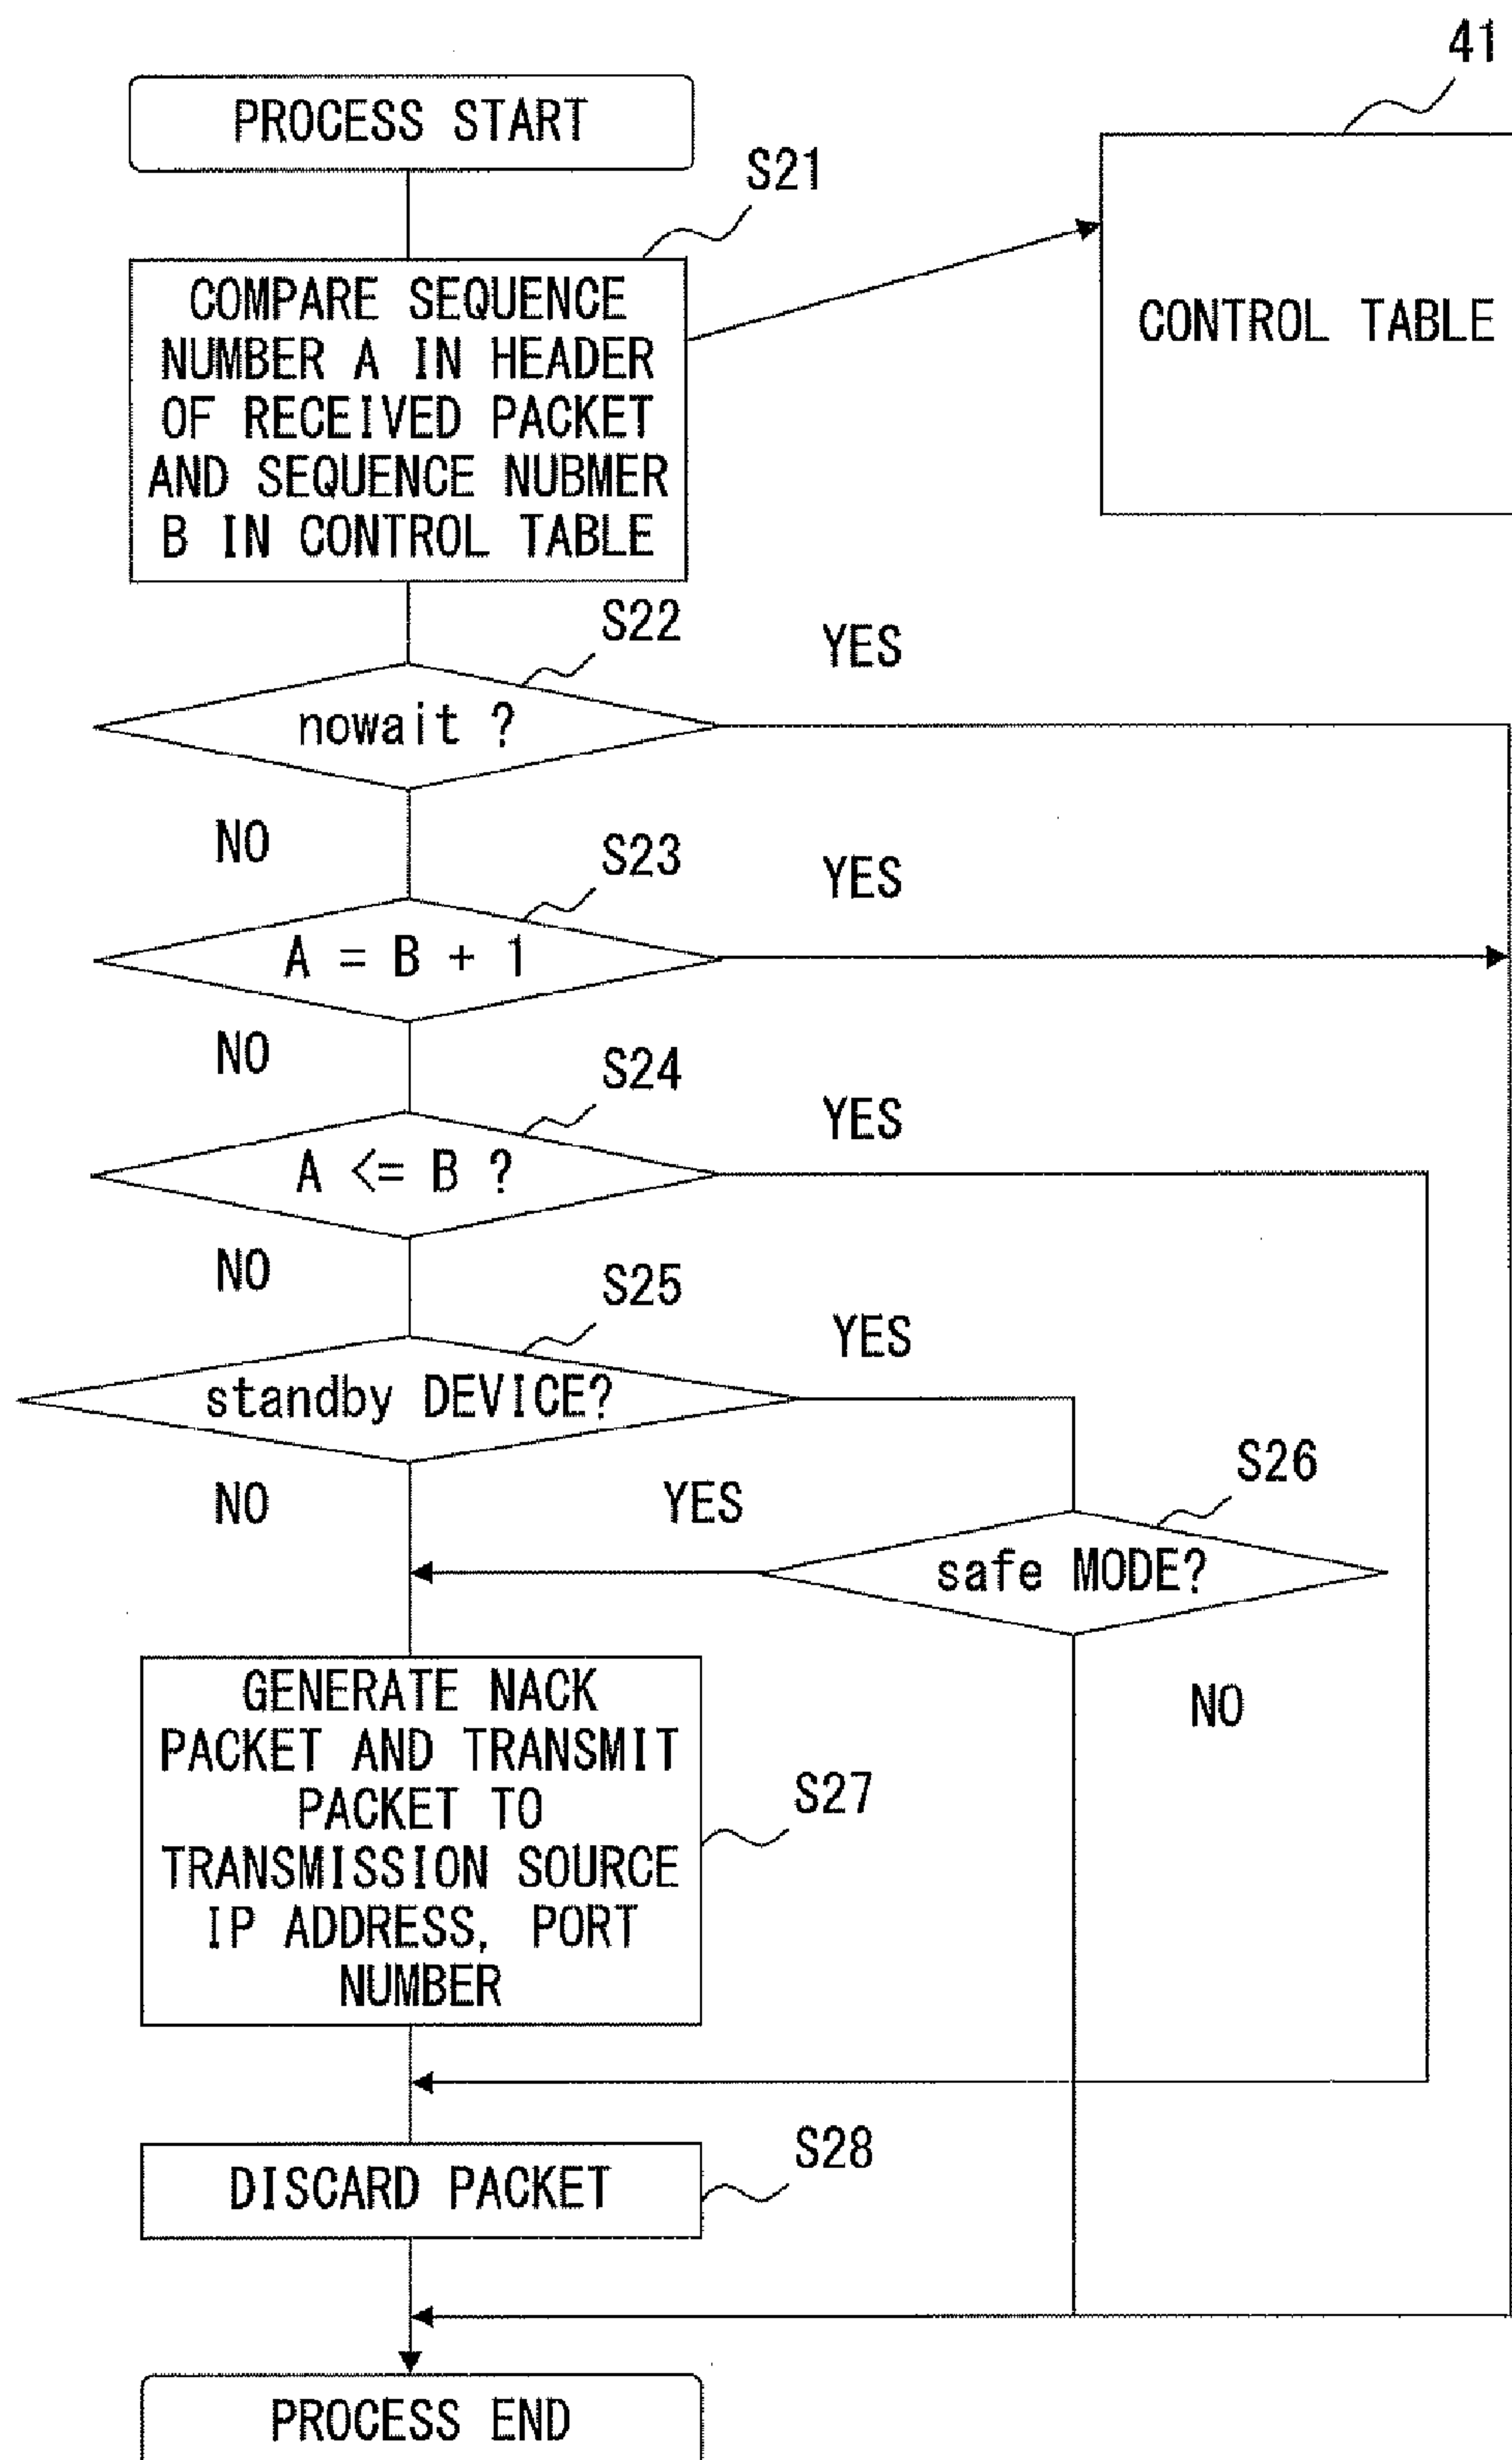 41
PROCESS START
S21
COMPARE SEQUENCE
NUMBER A IN HEADER
OF RECEIVED PACKET
AND SEQUENCE NUBMER
B IN CONTROL TABLE
CONTROL TABLE
S22
YES
nowait ?
NO
S23
YES
A = B + 1
NO
S24
YES
A <= B ?
NO
S25
YES
standby DEVICE?
NO
YES
S26
safe MODE?
NO
GENERATE NACK
PACKET AND TRANSMIT
PACKET TO
TRANSMISSION SOURCE
IP ADDRESS, PORT
NUMBER
S27
S28
DISCARD PACKET
PROCESS END